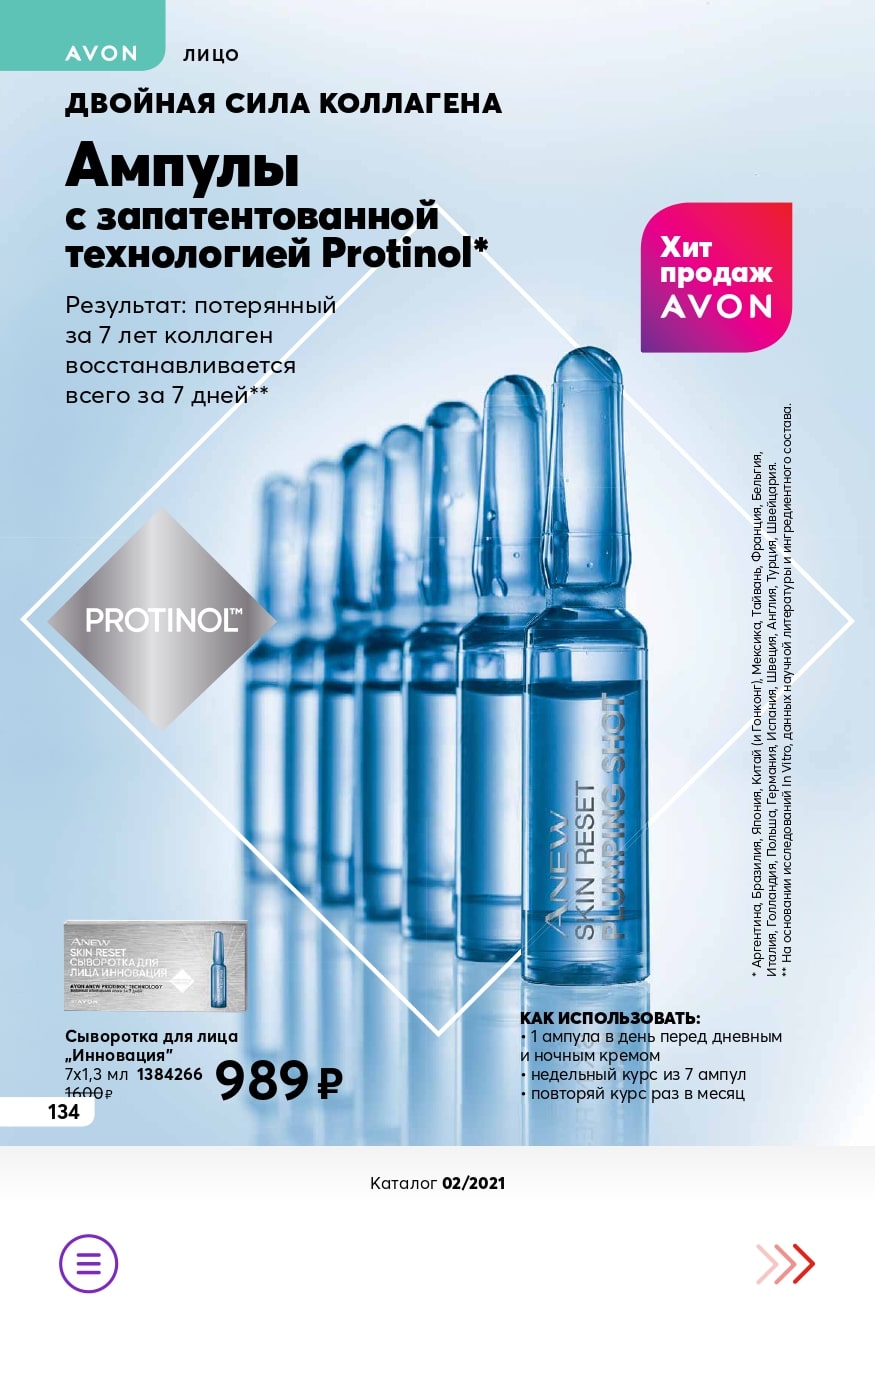 AVON
ЛИЦО
ДВОЙНАЯ СИЛА КОЛЛАГЕНА
Ампулы
с запатентованной
технологией Protinol*
Результат: потерянный
за 7 лет коллаген
восстанавливается
всего за 7 дней**
Хит
продаж
AVON
PROTINOL™
ANEW
SKIN RESET
PLUMPING SHOT
* Аргентина, Бразилия, Япония, Китай (и Гонконг), Мексика, Тайвань, Франция, Бельгия,
Италия, Голландия, Польша, Германия, Испания, Швеция, Англия, Турция, Швейцария.
** На основании исследований In Vitro, данных научной литературы и ингредиентного состава.
ANEW
SKIN RESET
СЫВОРОТКА ДЛЯ
ЛИЦА ИННОВАЦИЯ
AVON ANEW PROTINOL™ TECHNOLOGY
AVON
Сыворотка для лица
„Инновация”
7х1,3 мл 1384266
1600 ₽
989 ₽
КАК ИСПОЛЬЗОВАТЬ:
• 1 ампула в день перед дневным
и ночным кремом
• недельный курс из 7 ампул
• повторяй курс раз в месяц
134
Каталог 02/2021